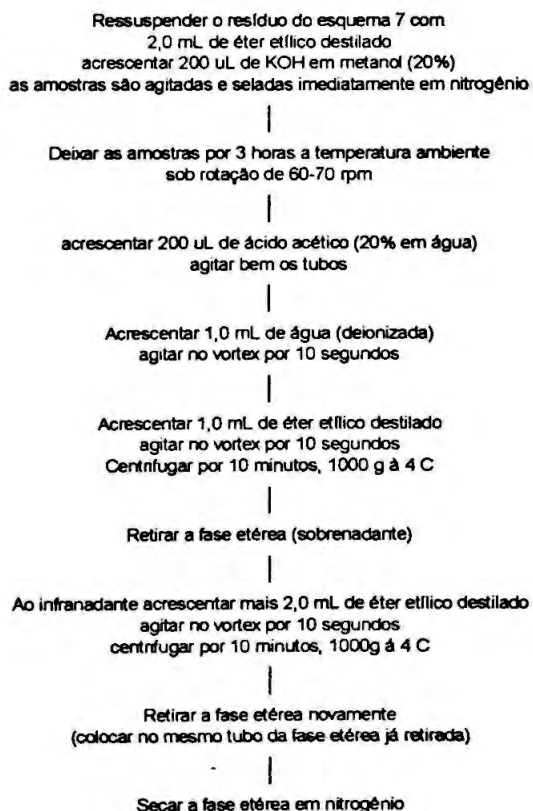 Ressuspender o resíduo do esquema 7 com
2,0 mL de éter etílico destilado
acrescentar 200 uL de KOH em metanol (20%)
as amostras são agitadas e seladas imediatamente em nitrogênio
Deixar as amostras por 3 horas a temperatura ambiente
sob rotação de 60-70 rpm
acrescentar 200 uL de ácido acético (20% em água)
agitar bem os tubos
Acrescentar 1,0 mL de água (deionizada)
agitar no vortex por 10 segundos
Acrescentar 1,0 mL de éter etílico destilado
agitar no vortex por 10 segundos
Centrifugar por 10 minutos, 1000 g à 4 C
Retirar a fase etérea (sobrenadante)
Ao infranadante acrescentar mais 2,0 mL de éter etílico destilado
agitar no vortex por 10 segundos
centrifugar por 10 minutos, 1000g á 4 C
Retirar a fase etérea novamente
(colocar no mesmo tubo da fase etérea já retirada)
Secar a fase etérea em nitrogênio